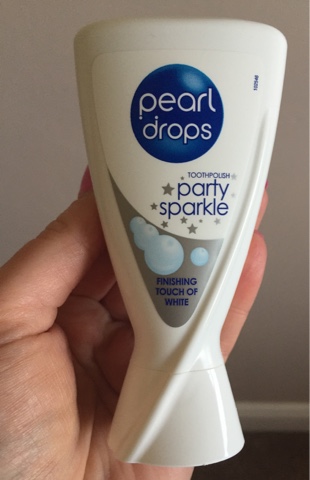 pearl
drops
TOOTHPOLISH
party
sparkle
FINISHING
TOUCH OF
WHITE